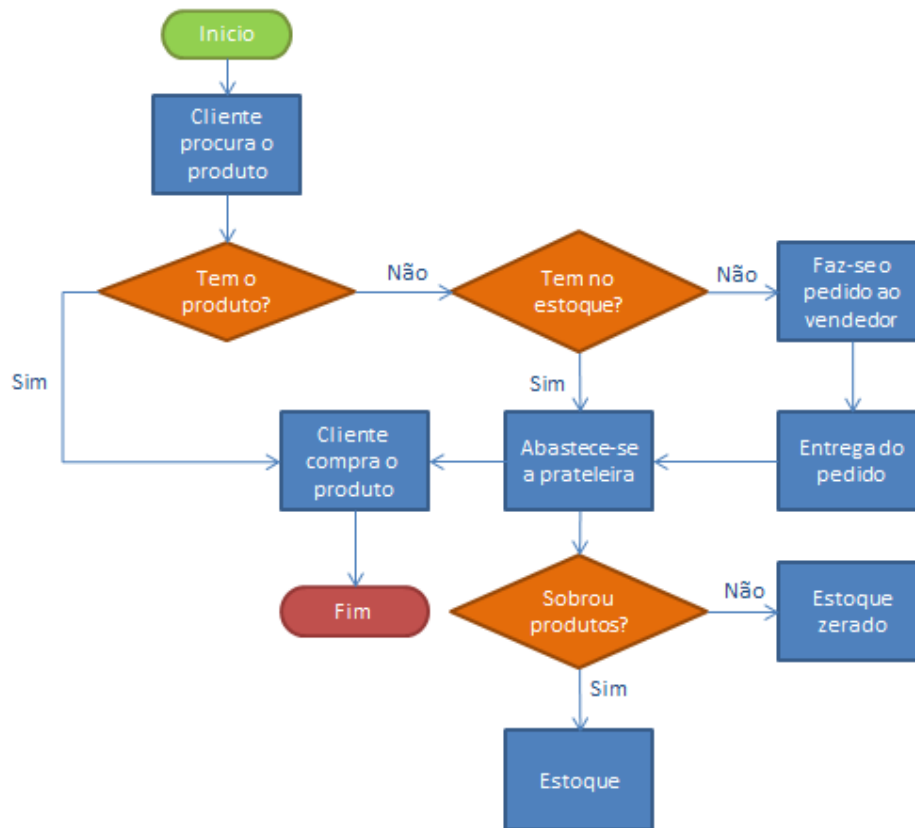 Inicio
Cliente
procura o
produto
Tem o
produto?
Não
Tem no
estoque?
Não
Faz-se o
pedido ao
vendedor
Sim
Sim
Cliente
compra o
produto
Abastece-se
a prateleira
Entrega do
pedido
Fim
Sobrou
produtos?
Não
Estoque
zerado
Sim
Estoque